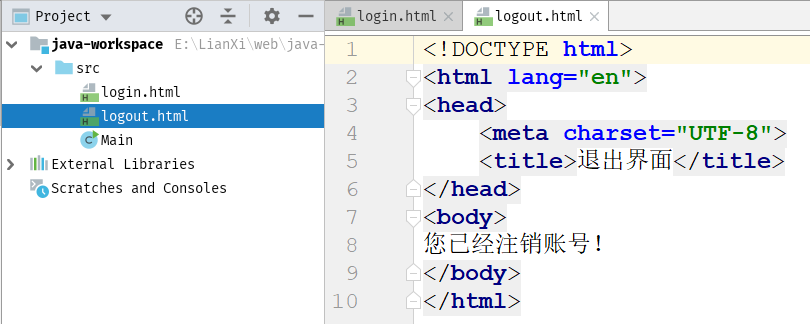 Project
java-workspace E:\LianXi\web\java-
src
login.html
logout.html
Main
External Libraries
Scratches and Consoles
login.html
logout.html
1 <!DOCTYPE html>
2 <html lang="en">
3 <head>
4 <meta charset="UTF-8">
5 <title>退出界面</title>
6 </head>
7 <body>
8 您已经注销账号!
9 </body>
10 </html>